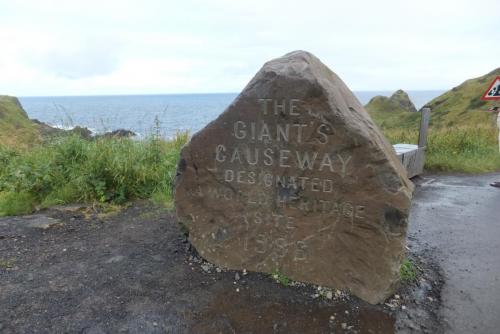 THE
GIANT'S
CAUSEWAY
DESIGNATED
A WORLD HERITAGE
SITE
1986